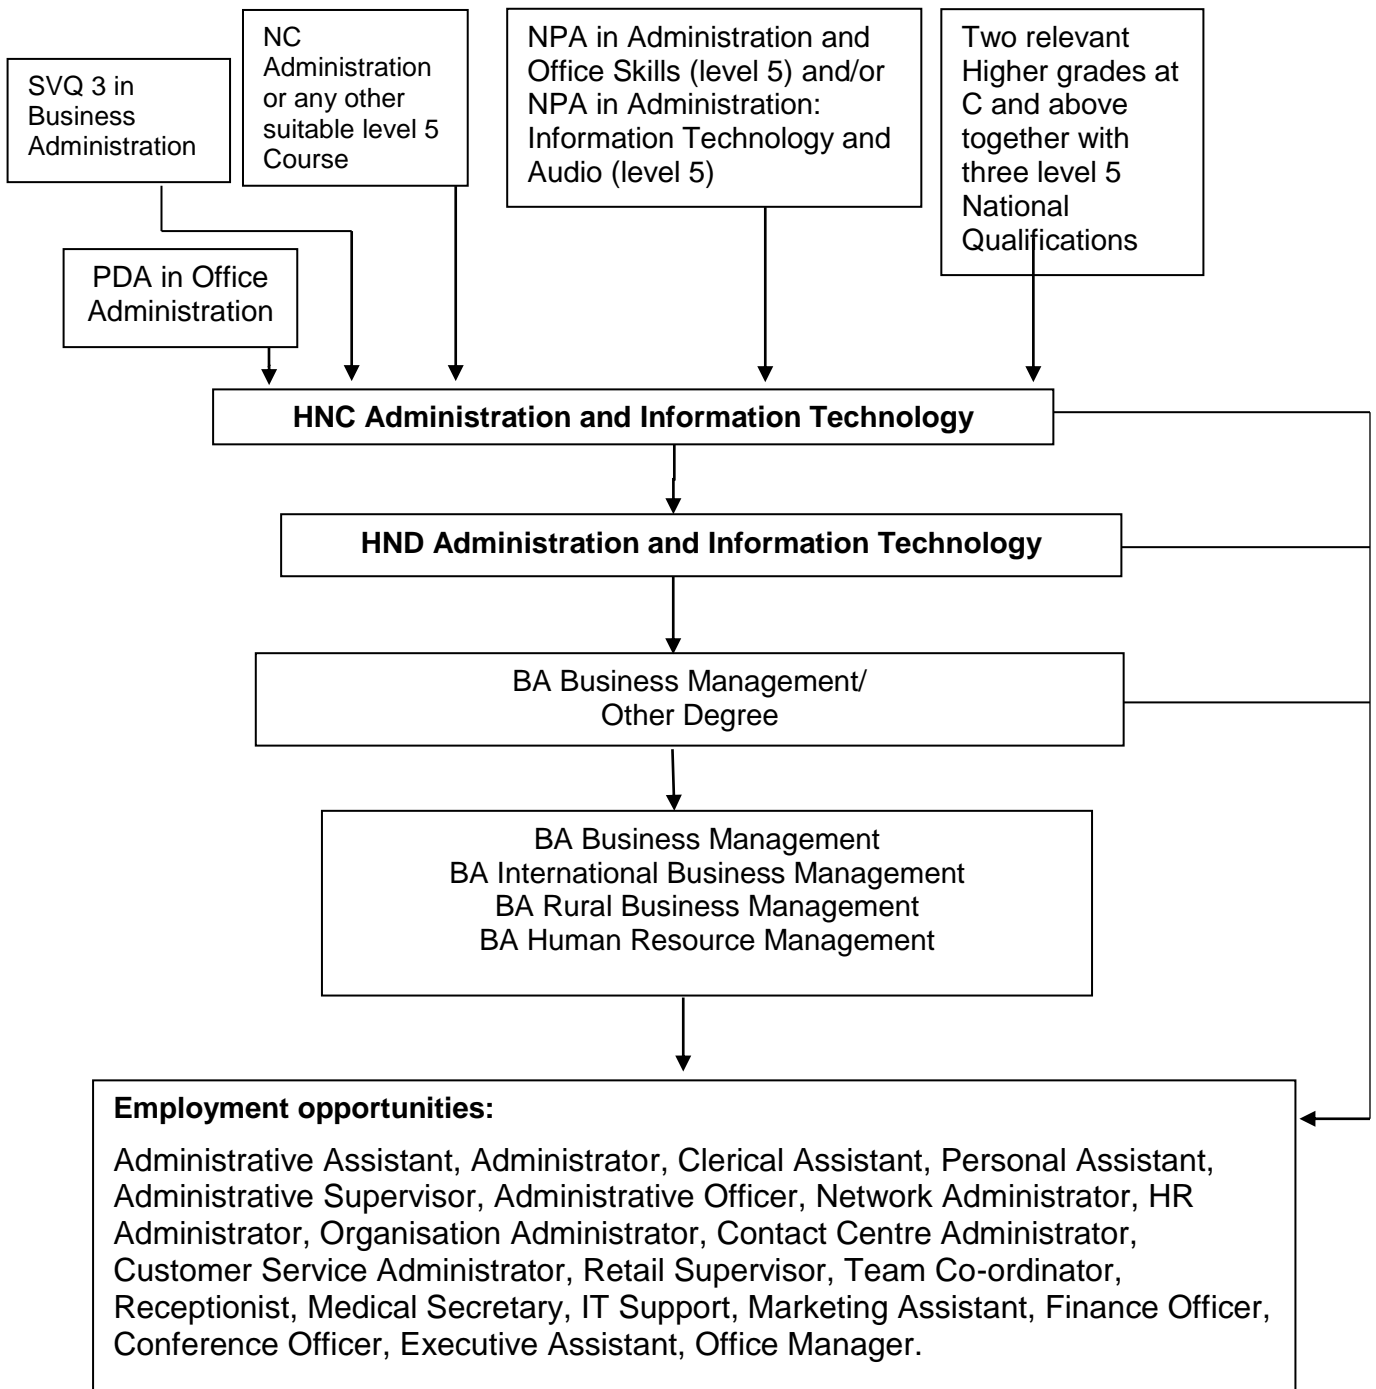 SVQ 3 in
Business
Administration
NC
Administration
or any other
suitable level 5
Course
NPA in Administration and
Office Skills (level 5) and/or
NPA in Administration:
Information Technology and
Audio (level 5)
Two relevant
Higher grades at
C and above
together with
three level 5
National
Qualifications
PDA in Office
Administration
HNC Administration and Information Technology
HND Administration and Information Technology
BA Business Management/
Other Degree
BA Business Management
BA International Business Management
BA Rural Business Management
BA Human Resource Management
Employment opportunities:
Administrative Assistant, Administrator, Clerical Assistant, Personal Assistant,
Administrative Supervisor, Administrative Officer, Network Administrator, HR
Administrator, Organisation Administrator, Contact Centre Administrator,
Customer Service Administrator, Retail Supervisor, Team Co-ordinator,
Receptionist, Medical Secretary, IT Support, Marketing Assistant, Finance Officer,
Conference Officer, Executive Assistant, Office Manager.